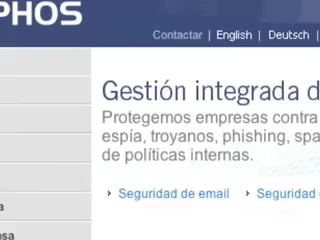 PHOS
Contactar | English | Deutsch |
Gestión integrada d
Protegemos empresas contra
espía, troyanos, phishing, spa
de políticas internas.
Seguridad de email Seguridad
a
nsa